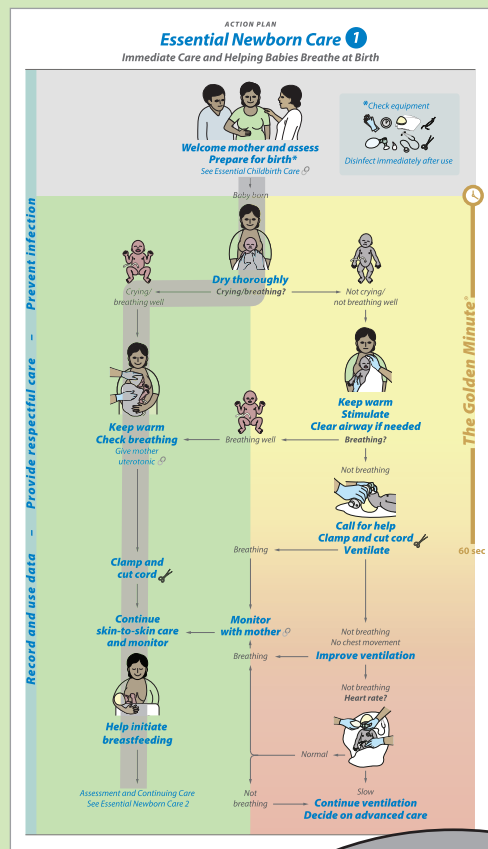 ACTION PLAN
Essential Newborn Care 1
Immediate Care and Helping Babies Breathe at Birth
*Check equipment
Disinfect immediately after use
Welcome mother and assess
Prepare for birth*
See Essential Childbirth Care
Baby born
Dry thoroughly
Crying/breathing?
Crying/
breathing well
Not crying/
not breathing well
Keep warm
Stimulate
Clear airway if needed
Breathing?
Keep warm
Check breathing
Give mother
uterotonic
Breathing well
Not breathing
Call for help
Clamp and cut cord
Ventilate
Breathing
Clamp and
cut cord
Continue
skin-to-skin care
and monitor
Monitor
with mother
Not breathing
No chest movement
Breathing
Improve ventilation
Not breathing
Heart rate?
Help initiate
breastfeeding
Normal
Assessment and Continuing Care
See Essential Newborn Care 2
Not
breathing
Slow
Continue ventilation
Decide on advanced care
Record and use data – Provide respectful care – Prevent infection
The Golden Minute®
60 sec